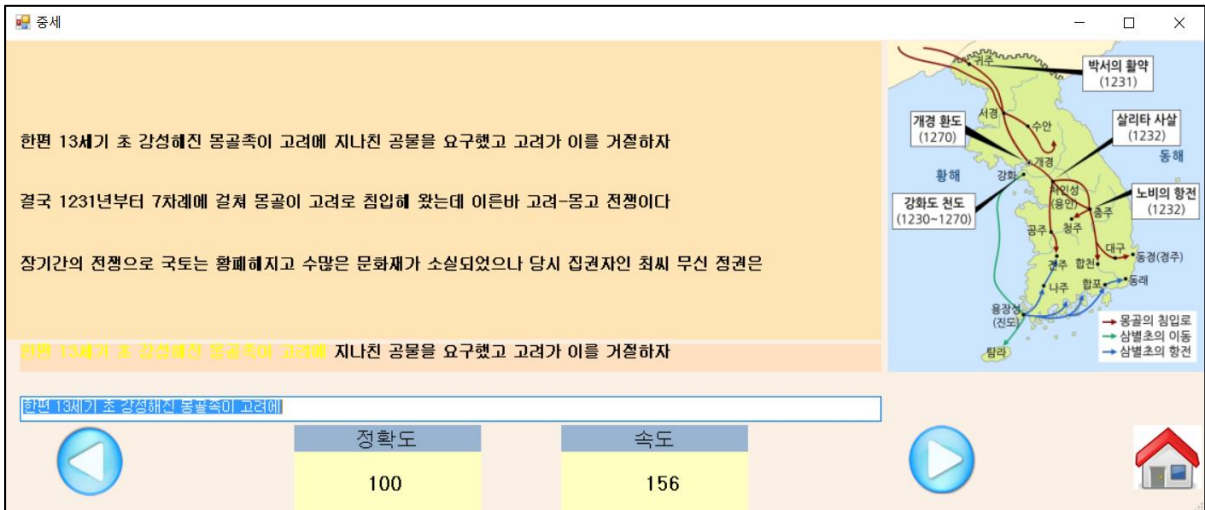 중세
한편 13세기 초 강성해진 몽골족이 고려에 지나친 공물을 요구했고 고려가 이를 거절하자
결국 1231년부터 7차례에 걸쳐 몽골이 고려로 침입해 왔는데 이른바 고려-몽고 전쟁이다
장기간의 전쟁으로 국토는 황폐해지고 수많은 문화재가 소실되었으나 당시 집권자인 최씨 무신 정권은
한편 13세기 초 강성해진 몽골족이 고려에 지나친 공물을 요구했고 고려가 이를 거절하자
한편 13세기 초 강성해진 몽골족이 고려에
정확도
100
속도
156
귀주
박서의 활약
(1231)
서경
수안
개경 환도
(1270)
살리타 사살
(1232)
동해
개경
황해
강화
처인성
(용인)
강화도 천도
(1230~1270)
노비의 항전
(1232)
충주
공주
청주
대구
동경(경주)
전주
합천
나주
합포
동래
용장성
(진도)
탐라
몽골의 침입로
삼별초의 이동
삼별초의 항전